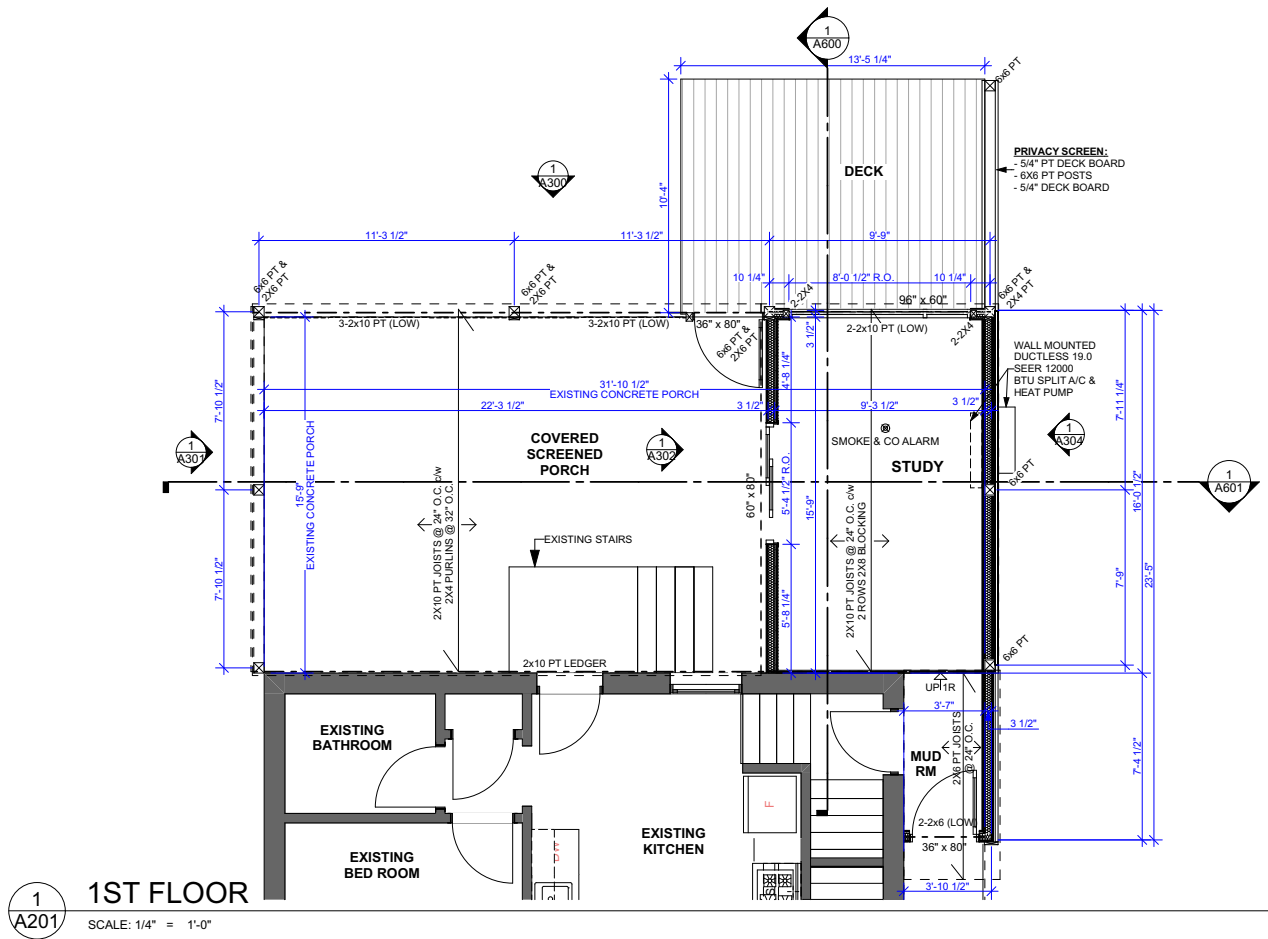 1
A600
13'-5 1/4"
6x6 PT
PRIVACY SCREEN:
- 5/4" PT DECK BOARD
- 6X6 PT POSTS
- 5/4" DECK BOARD
DECK
1
A300
10'-4"
11'-3 1/2"
11'-3 1/2"
9'-9"
6x6 PT &
2X6 PT
6x6 PT &
2X6 PT
10 1/4"
8'-0 1/2" R.O.
10 1/4"
6x6 PT &
2X4 PT
2-2X4
96" x 60"
3-2x10 PT (LOW)
3-2x10 PT (LOW)
36" x 80"
6x6 PT &
2X6 PT
3 1/2"
2-2x10 PT (LOW)
2-2X4
WALL MOUNTED
DUCTLESS 19.0
SEER 12000
BTU SPLIT A/C &
HEAT PUMP
4'-8 1/4"
31'-10 1/2"
EXISTING CONCRETE PORCH
22'-3 1/2"
3 1/2"
9'-3 1/2"
3 1/2"
7'-10 1/2"
7'-11 1/4"
1
A301
COVERED
SCREENED
PORCH
1
A302
SMOKE & CO ALARM
STUDY
1
A304
6x6 PT
1
A601
15'-9"
EXISTING CONCRETE PORCH
2X10 PT JOISTS @ 24" O.C. c/w
2X4 PURLINS @ 32" O.C.
60" x 80"
5'-4 1/2" R.O.
15'-9"
2X10 PT JOISTS @ 24" O.C. c/w
2 ROWS 2X8 BLOCKING
16'-0 1/2"
EXISTING STAIRS
7'-10 1/2"
5'-8 1/4"
7'-9"
23'-5"
6x6 PT
2x10 PT LEDGER
UP 1R
3'-7"
3 1/2"
EXISTING
BATHROOM
MUD
RM
2X6 PT JOISTS
@ 24" O.C.
7'-4 1/2"
F
EXISTING
KITCHEN
2-2x6 (LOW)
36" x 80"
EXISTING
BED ROOM
3'-10 1/2"
1
A201
1ST FLOOR
SCALE: 1/4" = 1'-0"